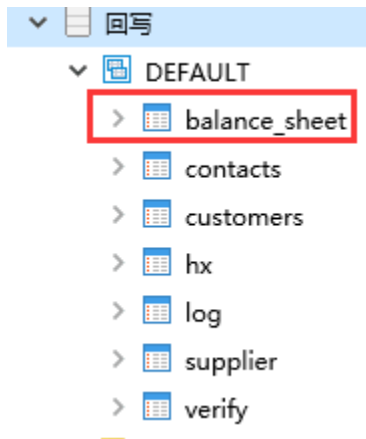 回写
DEFAULT
balance_sheet
contacts
customers
hx
log
supplier
verify